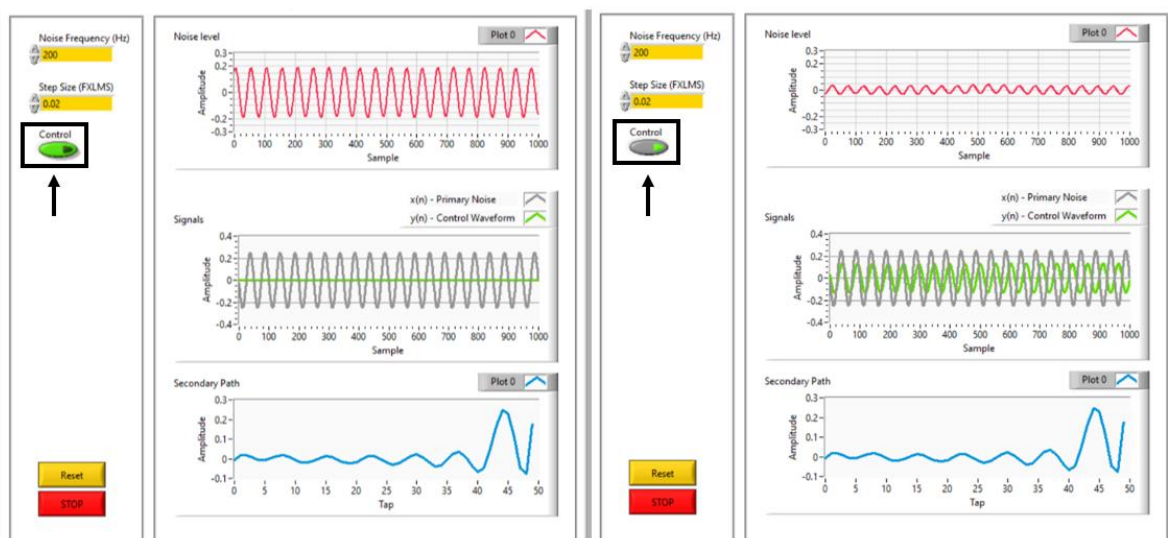 Noise Frequency (Hz)
200
Step Size (FXLMS)
0.02
Control
Reset
STOP
Noise level
Plot 0
Amplitude
0.3
0.2
0
-0.2
-0.3
0 100 200 300 400 500 600 700 800 900 1000
Sample
x(n) - Primary Noise
y(n) - Control Waveform
Signals
Amplitude
0.4
0.2
0
-0.2
-0.4
0 100 200 300 400 500 600 700 800 900 1000
Sample
Secondary Path
Plot 0
Amplitude
0.3
0.2
0.1
0
-0.1
0 5 10 15 20 25 30 35 40 45 50
Tap
Noise Frequency (Hz)
200
Step Size (FXLMS)
0.02
Control
Reset
STOP
Noise level
Plot 0
Amplitude
0.3
0.2
0
-0.2
-0.3
0 100 200 300 400 500 600 700 800 900 1000
Sample
x(n) - Primary Noise
y(n) - Control Waveform
Signals
Amplitude
0.4
0.2
0
-0.2
-0.4
0 100 200 300 400 500 600 700 800 900 1000
Sample
Secondary Path
Plot 0
Amplitude
0.3
0.2
0.1
0
-0.1
0 5 10 15 20 25 30 35 40 45 50
Tap